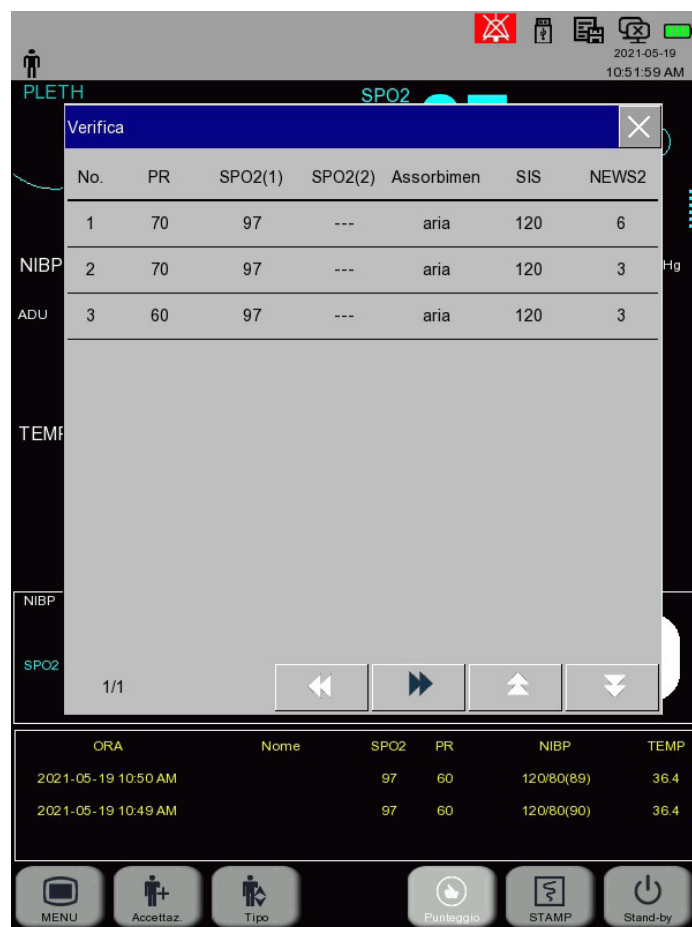 2021-05-19
10:51:59 AM
PLETH SPO2
Verifica
No. PR SPO2(1) SPO2(2) Assorbimen SIS NEWS2
1 70 97 --- aria 120 6
2 70 97 --- aria 120 3
3 60 97 --- aria 120 3
NIBP Hg
ADU
TEMP
NIBP
SPO2
1/1
ORA Nome SPO2 PR NIBP TEMP
2021-05-19 10:50 AM 97 60 120/80(89) 36.4
2021-05-19 10:49 AM 97 60 120/80(90) 36.4
MENU Accettaz. Tipo Punteggio STAMP Stand-by